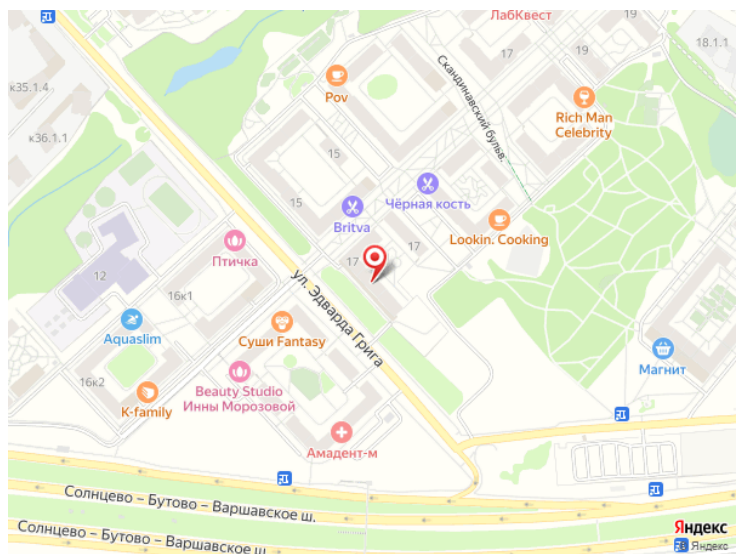 ЛабКвест
17
19
19
18.1.1
к35.1.4
Pov
Скандинавский бульв.
Rich Man
Celebrity
к36.1.1
15
15
Чёрная кость
Britva
Lookin. Cooking
17
17
Птичка
12
16к1
ул. Эдварда Грига
Aquaslim
Суши Fantasy
Магнит
16к2
K-family
Beauty Studio
Инны Морозовой
Амадент-м
Солнцево – Бутово – Варшавское ш.
Солнцево – Бутово – Варшавское ш.
Яндекс
Яндекс